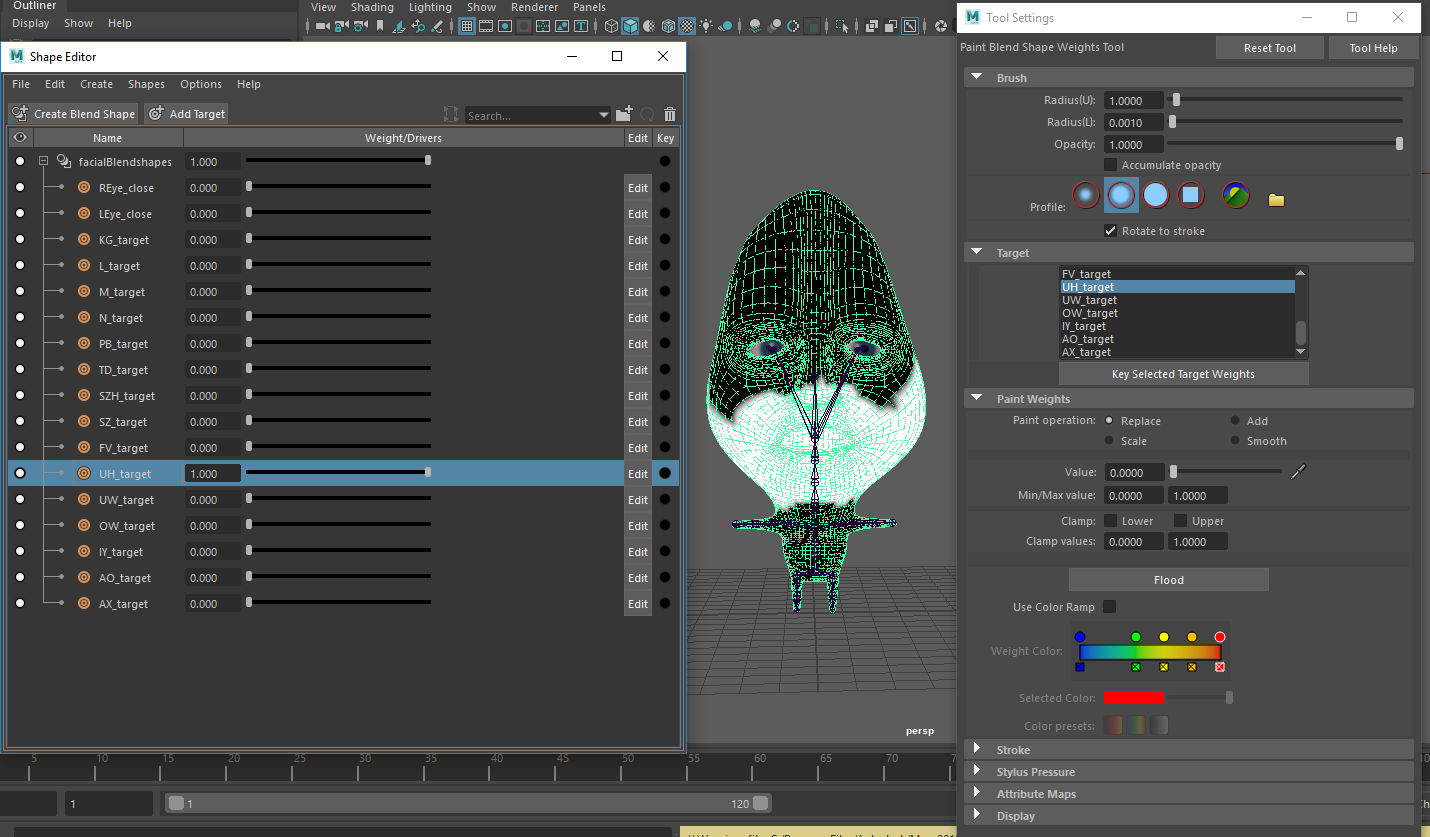 Outliner
Display Show Help
View Shading Lighting Show Renderer Panels
Shape Editor
File Edit Create Shapes Options Help
Create Blend Shape Add Target Search...
Name Weight/Drivers Edit Key
facialBlendshapes 1.000
REye_close 0.000 Edit
LEye_close 0.000 Edit
KG_target 0.000 Edit
L_target 0.000 Edit
M_target 0.000 Edit
N_target 0.000 Edit
PB_target 0.000 Edit
TD_target 0.000 Edit
SZH_target 0.000 Edit
SZ_target 0.000 Edit
FV_target 0.000 Edit
UH_target 1.000 Edit
UW_target 0.000 Edit
OW_target 0.000 Edit
IY_target 0.000 Edit
AO_target 0.000 Edit
AX_target 0.000 Edit
persp
5 10 15 20 25 30 35 40 45 50 55 60 65 70
1 1 120
Tool Settings
Paint Blend Shape Weights Tool Reset Tool Tool Help
Brush
Radius(U): 1.0000
Radius(L): 0.0010
Opacity: 1.0000
Accumulate opacity
Profile:
Rotate to stroke
Target
FV_target
UH_target
UW_target
OW_target
IY_target
AO_target
AX_target
Key Selected Target Weights
Paint Weights
Paint operation: Replace Add
Scale Smooth
Value: 0.0000
Min/Max value: 0.0000 1.0000
Clamp: Lower Upper
Clamp values: 0.0000 1.0000
Flood
Use Color Ramp
Weight Color:
Selected Color:
Color presets:
Stroke
Stylus Pressure
Attribute Maps
Display